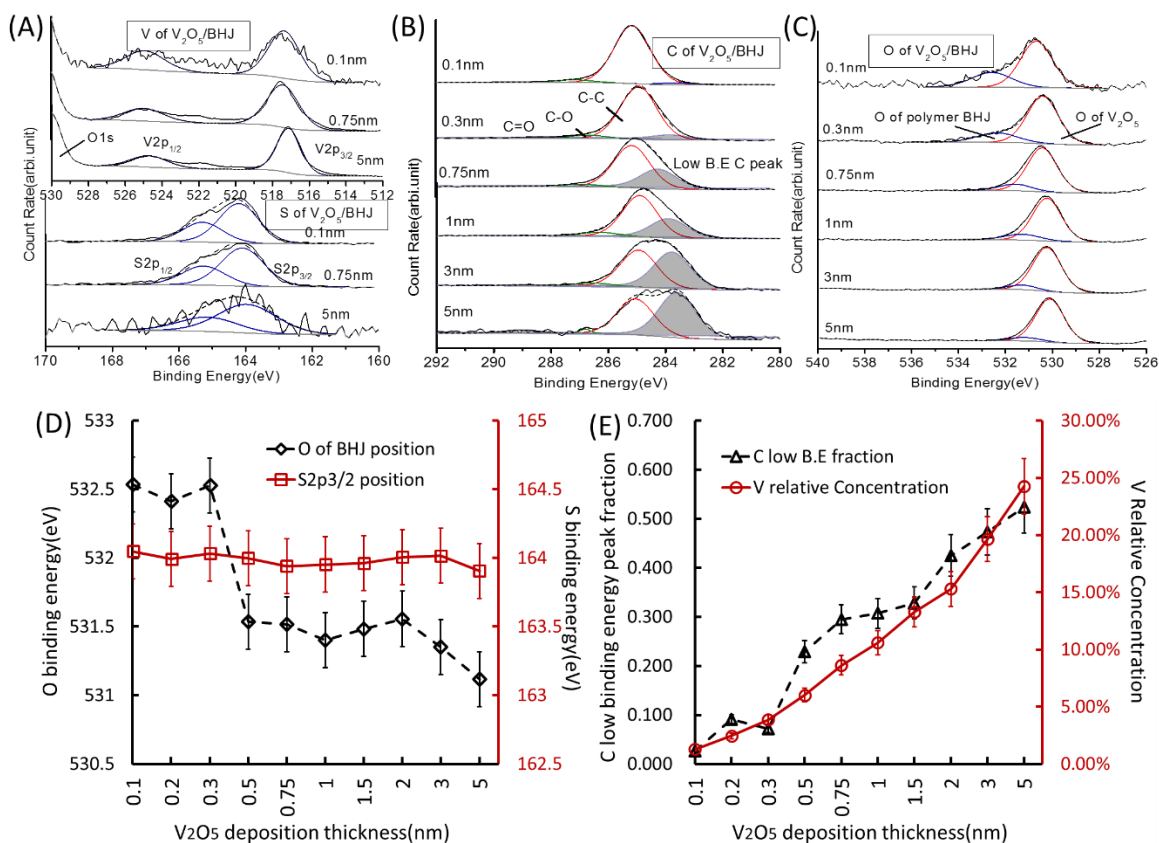 (A)
V of V₂O₅/BHJ
0.1nm
0.75nm
O1s
V2p₁/₂
V2p₃/₂
5nm
530 528 526 524 522 520 518 516 514 512
Count Rate(arbi.unit)
S of V₂O₅/BHJ
0.1nm
S2p₁/₂
S2p₃/₂
0.75nm
5nm
170 168 166 164 162 160
Binding Energy(eV)
(B)
C of V₂O₅/BHJ
0.1nm
C-C
C-O
C=O
0.3nm
0.75nm
Low B.E C peak
1nm
3nm
5nm
292 290 288 286 284 282 280
Count Rate(arbi.unit)
Binding Energy(eV)
(C)
O of V₂O₅/BHJ
0.1nm
O of polymer BHJ
O of V₂O₅
0.3nm
0.75nm
1nm
3nm
5nm
540 538 536 534 532 530 528 526
Count Rate(arbi.unit)
Binding Energy(eV)
(D)
O of BHJ position
S2p3/2 position
533
532.5
532
531.5
531
530.5
O binding energy(eV)
165
164.5
164
163.5
163
162.5
S binding energy(eV)
0.1 0.2 0.3 0.5 0.75 1 1.5 2 3 5
V₂O₅ deposition thickness(nm)
(E)
C low B.E fraction
V relative Concentration
0.700
0.600
0.500
0.400
0.300
0.200
0.100
0.000
C low binding energy peak fraction
30.00%
25.00%
20.00%
15.00%
10.00%
5.00%
0.00%
V Relative Concentration
0.1 0.2 0.3 0.5 0.75 1 1.5 2 3 5
V₂O₅ deposition thickness(nm)